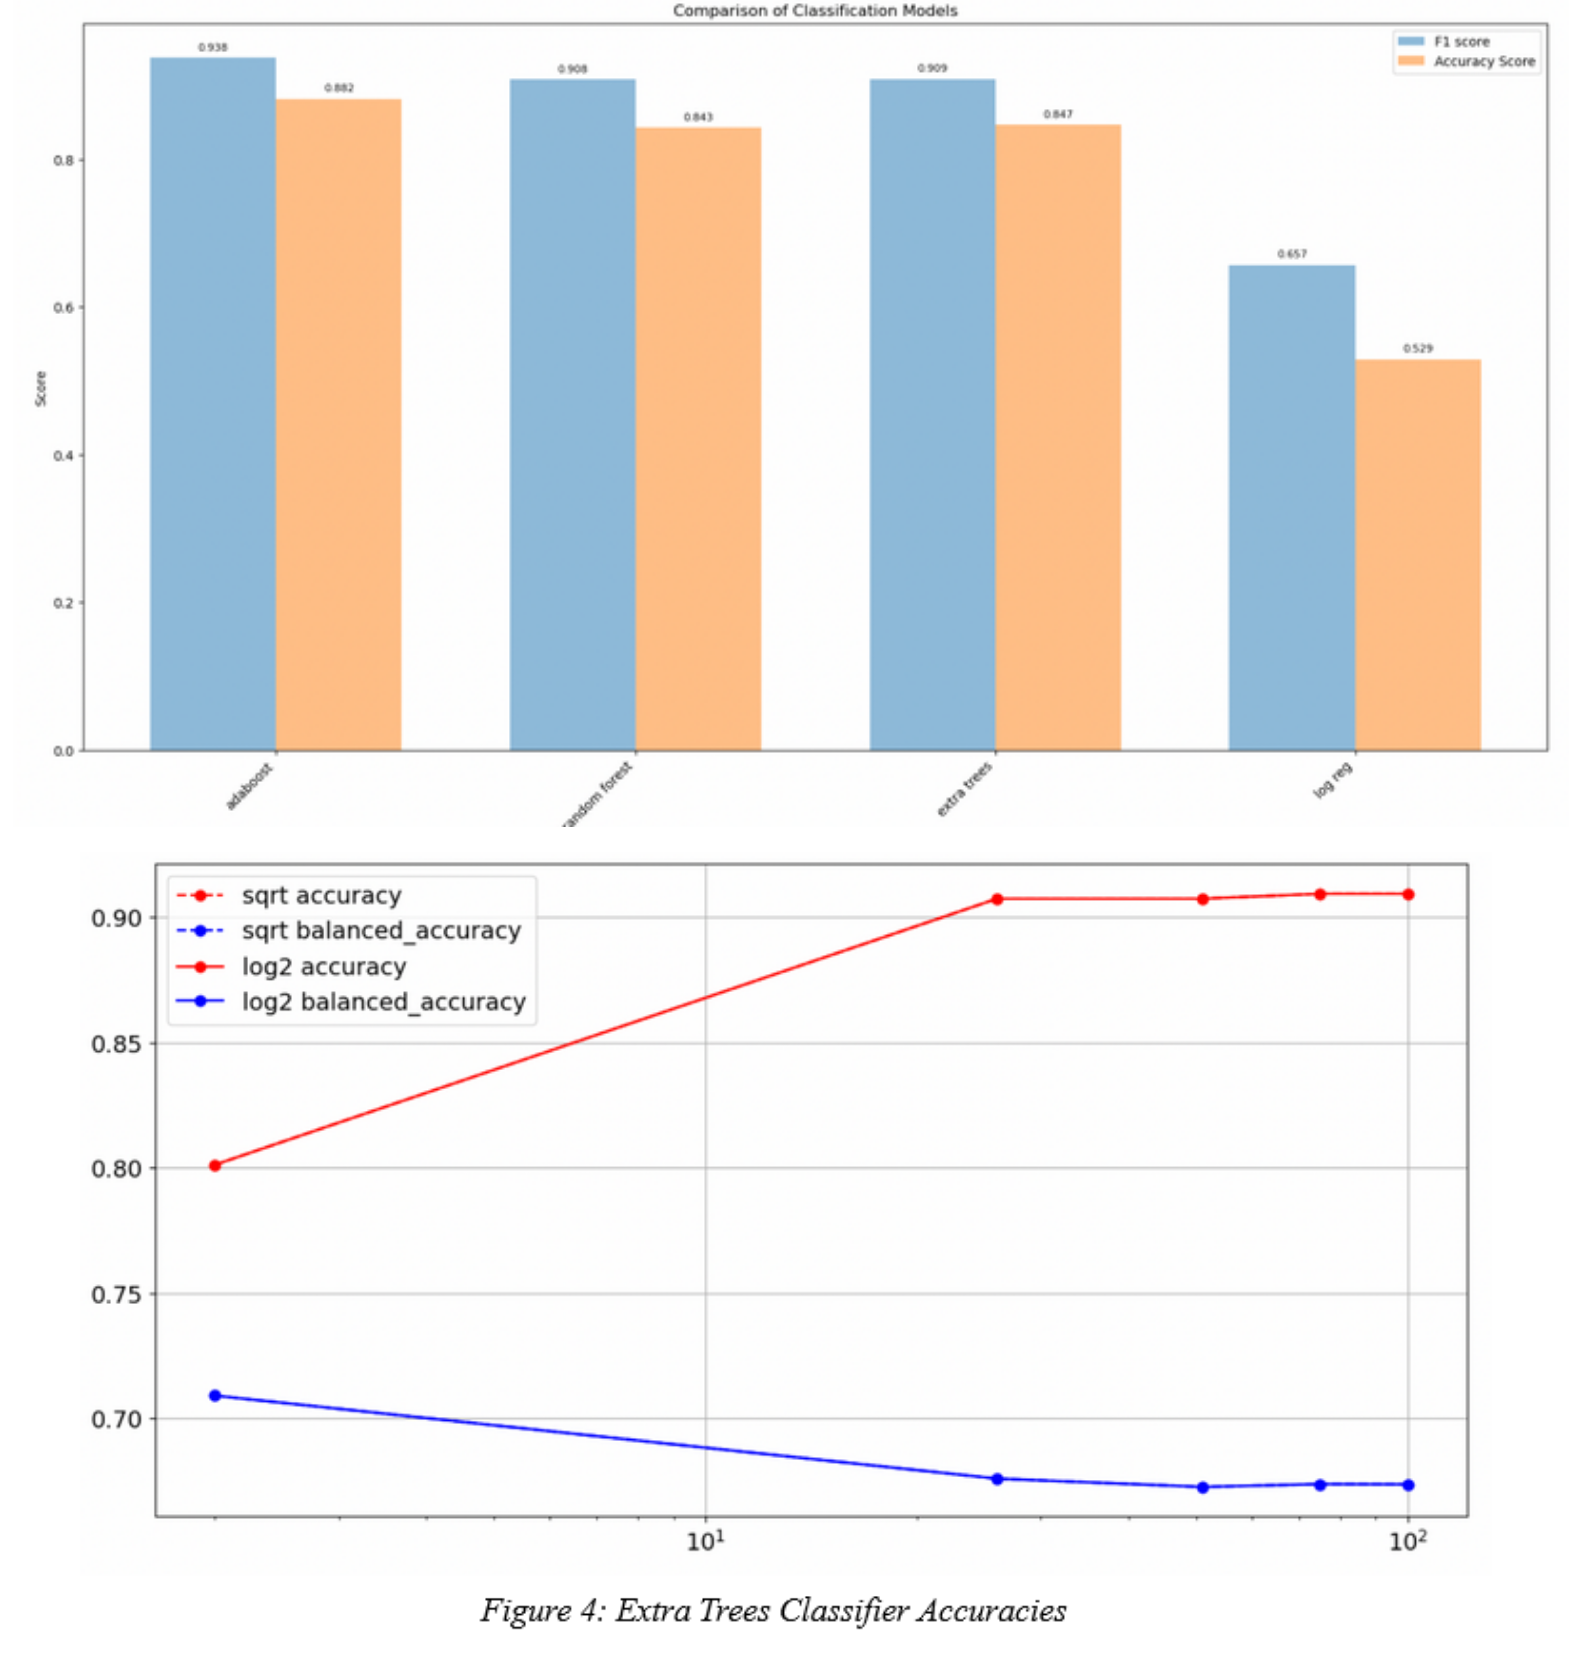 Comparison of Classification Models
F1 score
Accuracy Score
0.938
0.882
0.908
0.843
0.909
0.847
0.657
0.529
0.8
0.6
0.4
0.2
0.0
Score
adaboost
random forest
extra trees
log reg
sqrt accuracy
sqrt balanced_accuracy
log2 accuracy
log2 balanced_accuracy
0.90
0.85
0.80
0.75
0.70
10¹
10²
Figure 4: Extra Trees Classifier Accuracies